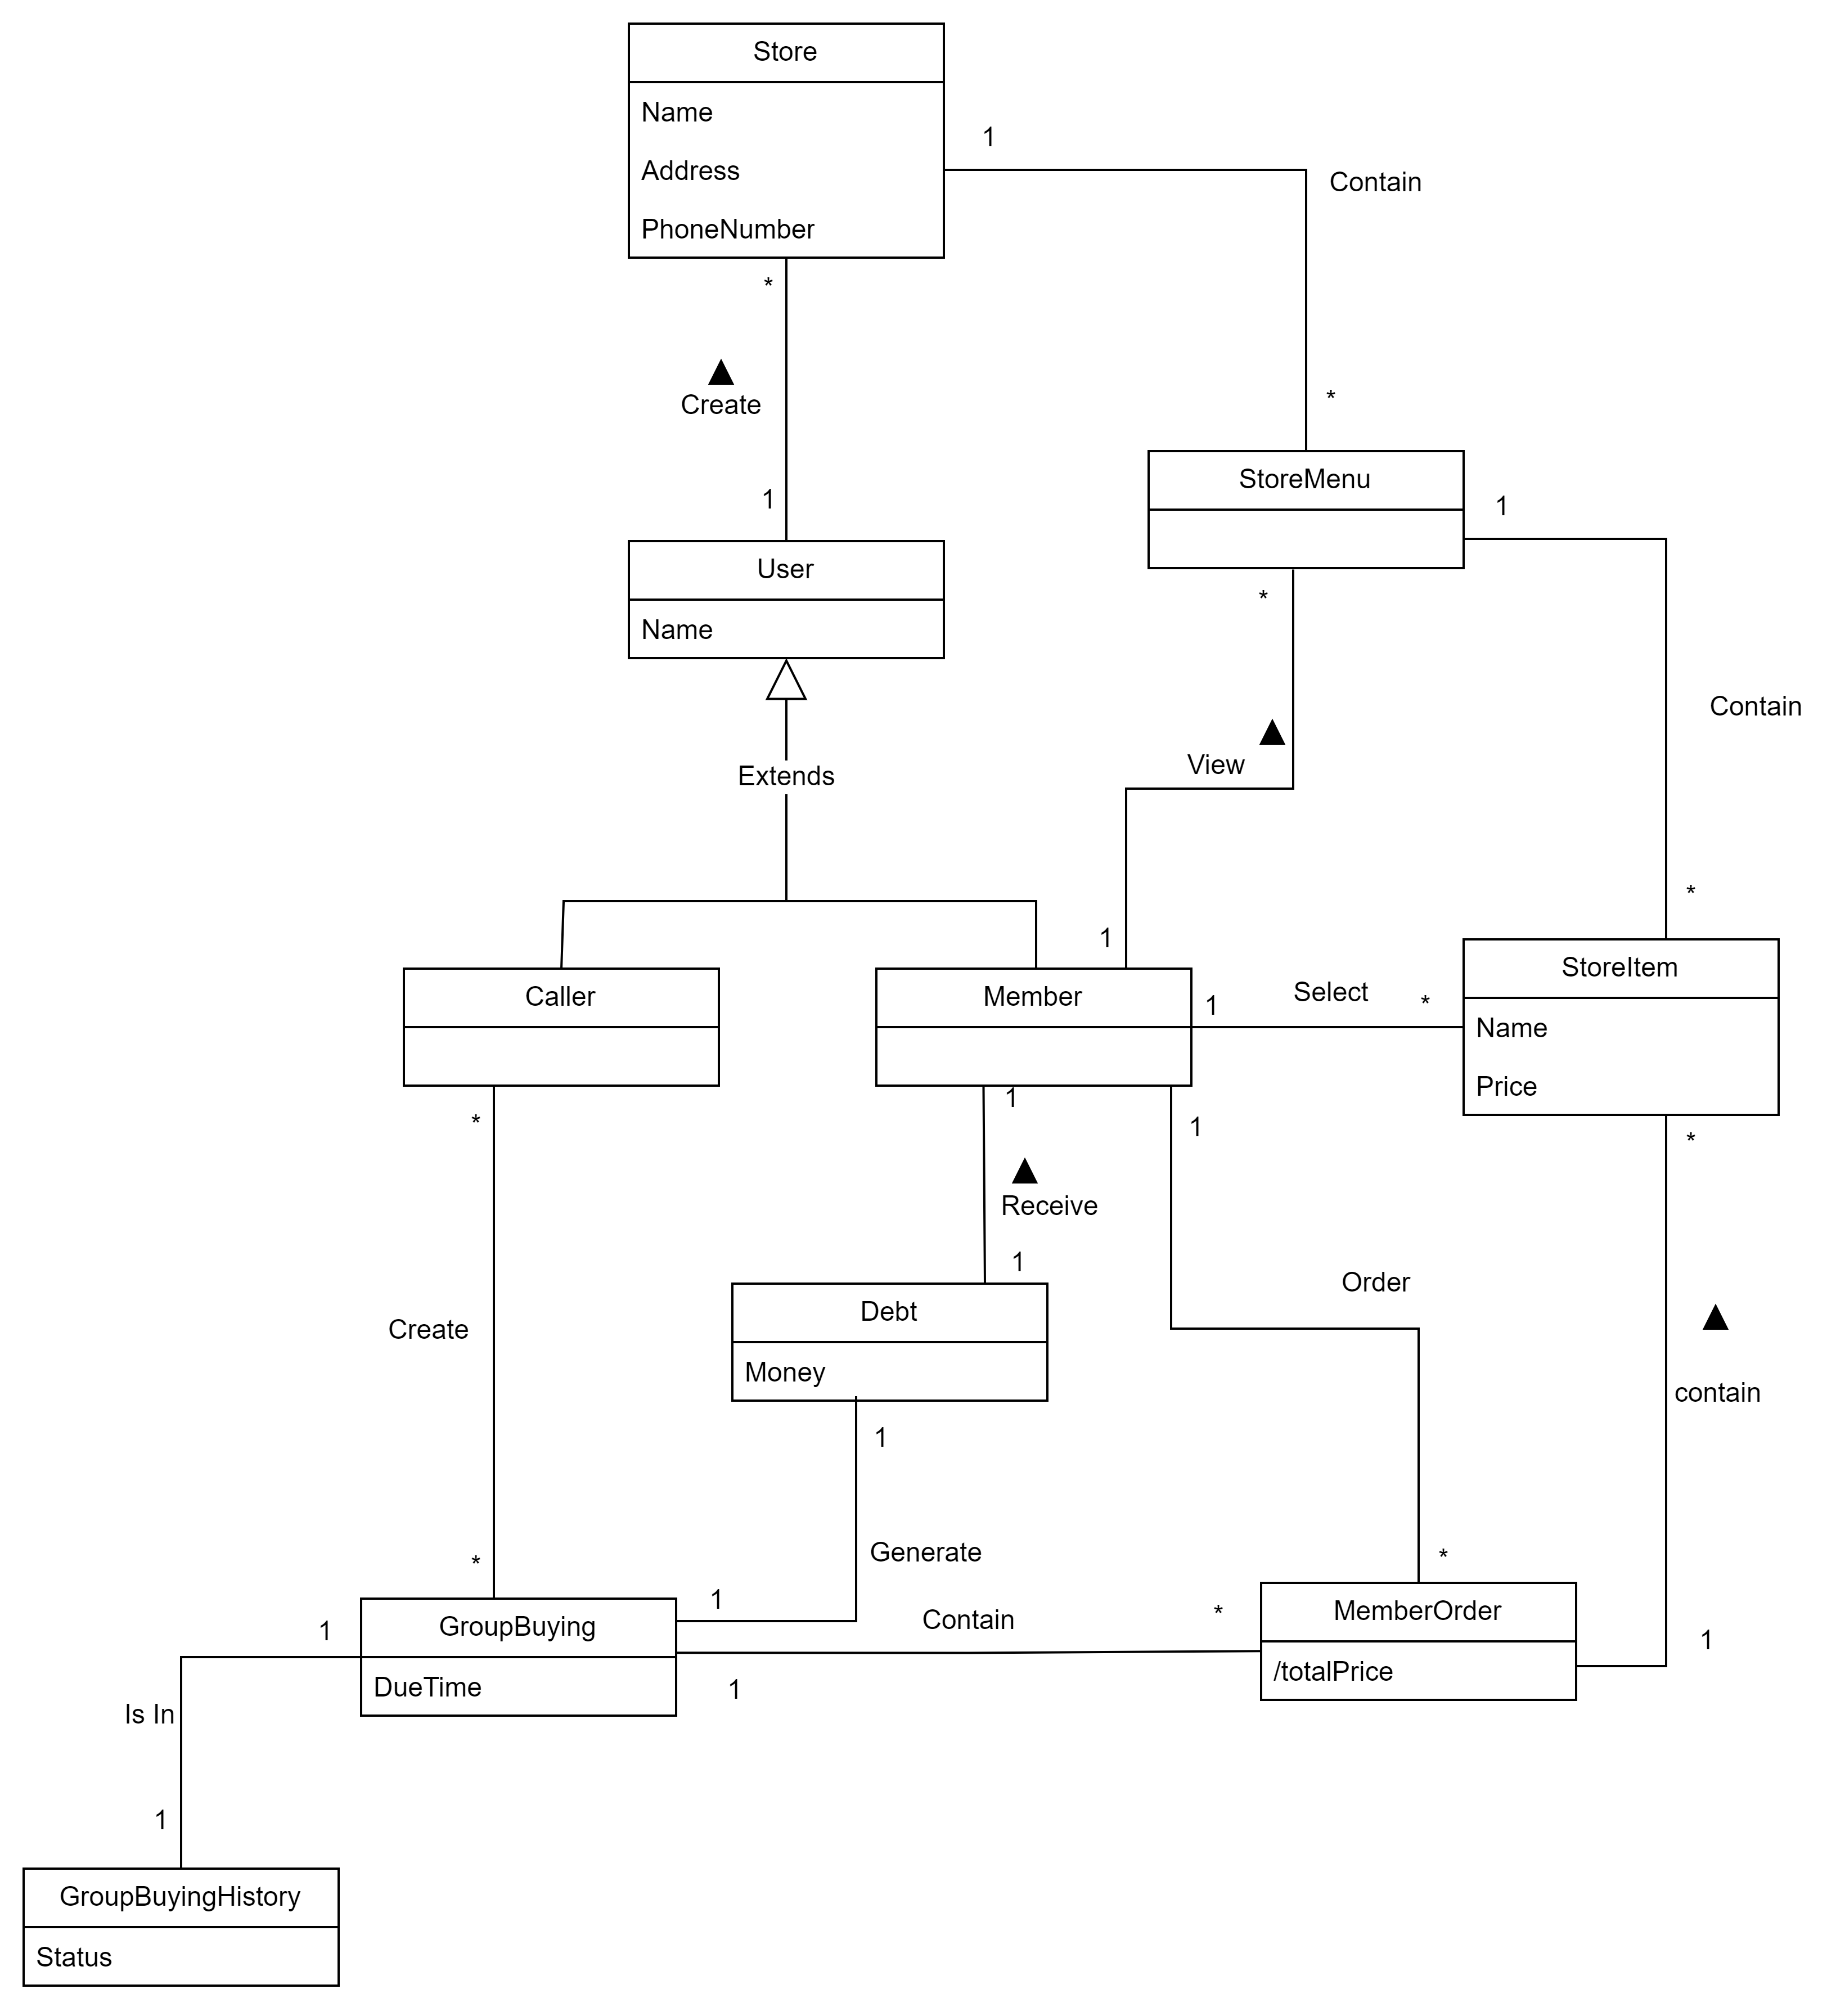 Store
Name
Address
PhoneNumber
1
Contain
*
*
▲
Create
1
StoreMenu
1
User
Name
*
Contain
▲
View
Extends
*
1
Caller
Member
1
Select
*
StoreItem
Name
Price
*
1
1
*
▲
Receive
1
Order
Debt
Money
▲
contain
Create
1
Generate
*
*
1
Contain
*
1
GroupBuying
DueTime
1
MemberOrder
/totalPrice
1
Is In
1
GroupBuyingHistory
Status